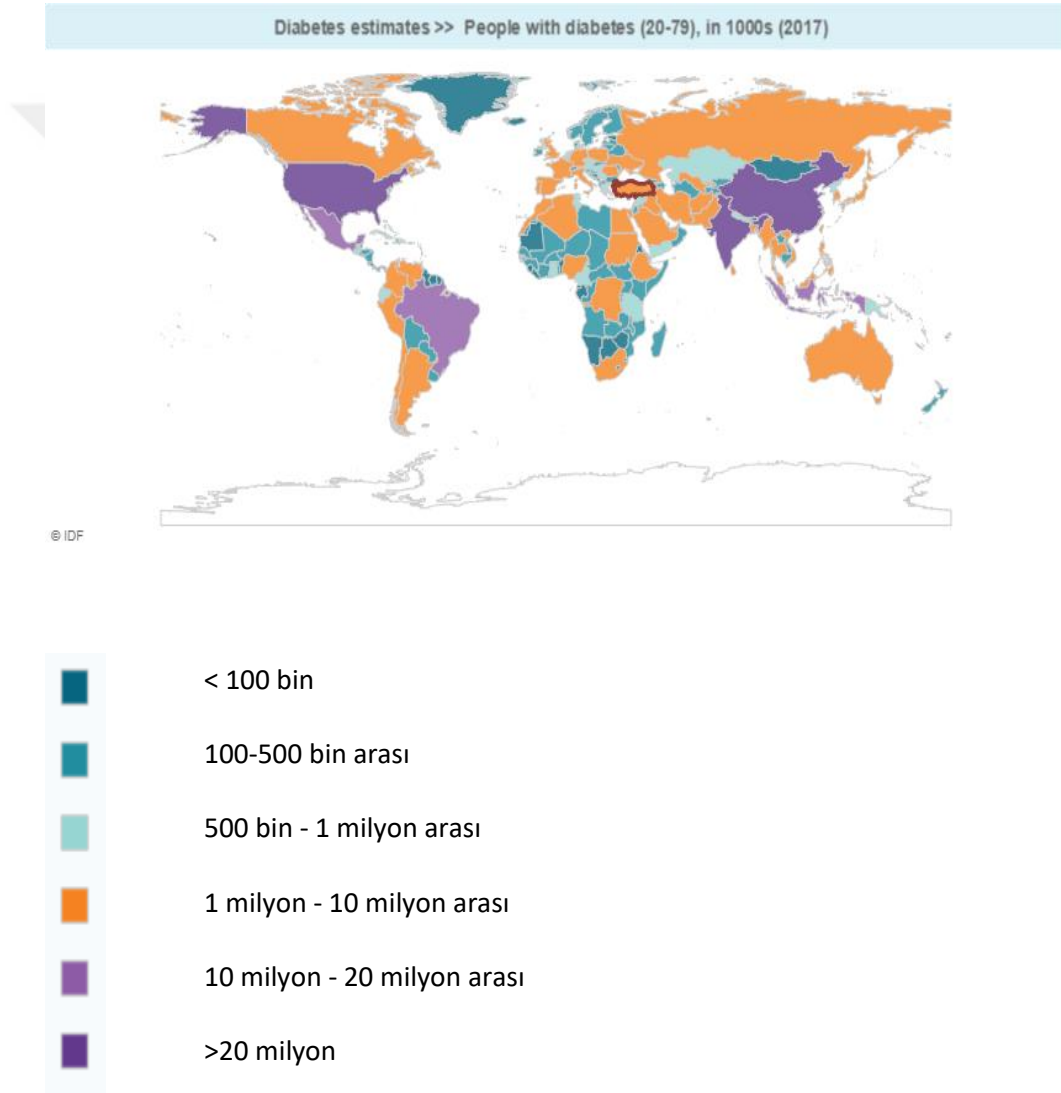 Diabetes estimates >> People with diabetes (20-79), in 1000s (2017)
© IDF
< 100 bin
100-500 bin arası
500 bin - 1 milyon arası
1 milyon - 10 milyon arası
10 milyon - 20 milyon arası
>20 milyon